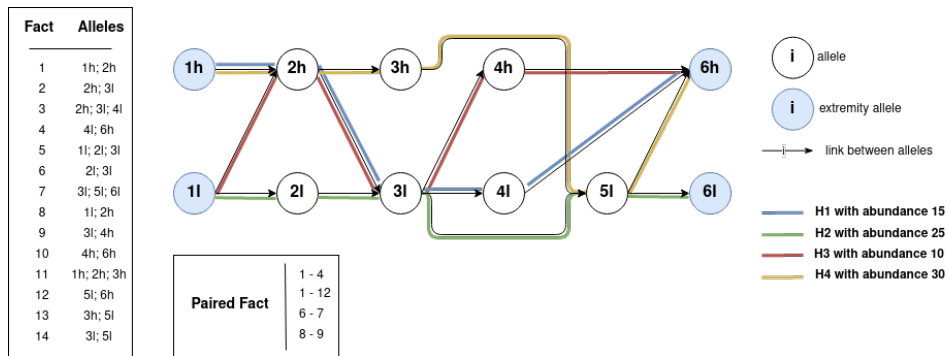 Fact Alleles
1 1h; 2h
2 2h; 3l
3 2h; 3l; 4l
4 4l; 6h
5 1l; 2l; 3l
6 2l; 3l
7 3l; 5l; 6l
8 1l; 2h
9 3l; 4h
10 4h; 6h
11 1h; 2h; 3h
12 5l; 6h
13 3h; 5l
14 3l; 5l
1h 2h 3h 4h 6h
1l 2l 3l 4l 5l 6l
Paired Fact
1 - 4
1 - 12
6 - 7
8 - 9
i allele
i extremity allele
link between alleles
H1 with abundance 15
H2 with abundance 25
H3 with abundance 10
H4 with abundance 30